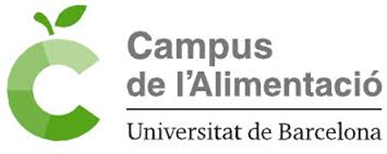 Campus
de l'Alimentació
Universitat de Barcelona